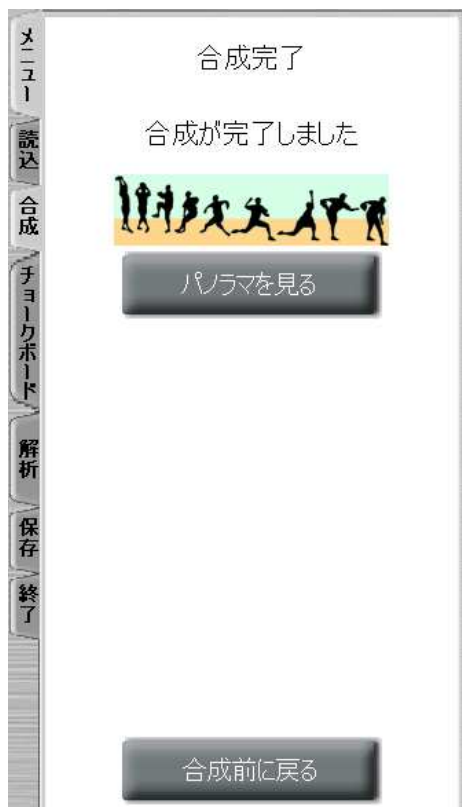 メニュー
読込
合成
チョークボード
解析
保存
終了
合成完了
合成が完了しました
パノラマを見る
合成前に戻る